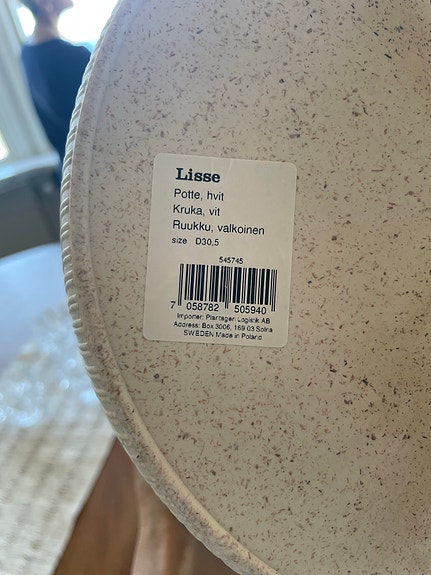 Lisse
Potte, hvit
Kruka, vit
Ruukku, valkoinen
size D30,5
545745
7 058782 505940
Importer: Plantagen Logistik AB
Address: Box 3006, 169 03 Solna
SWEDEN Made in Poland